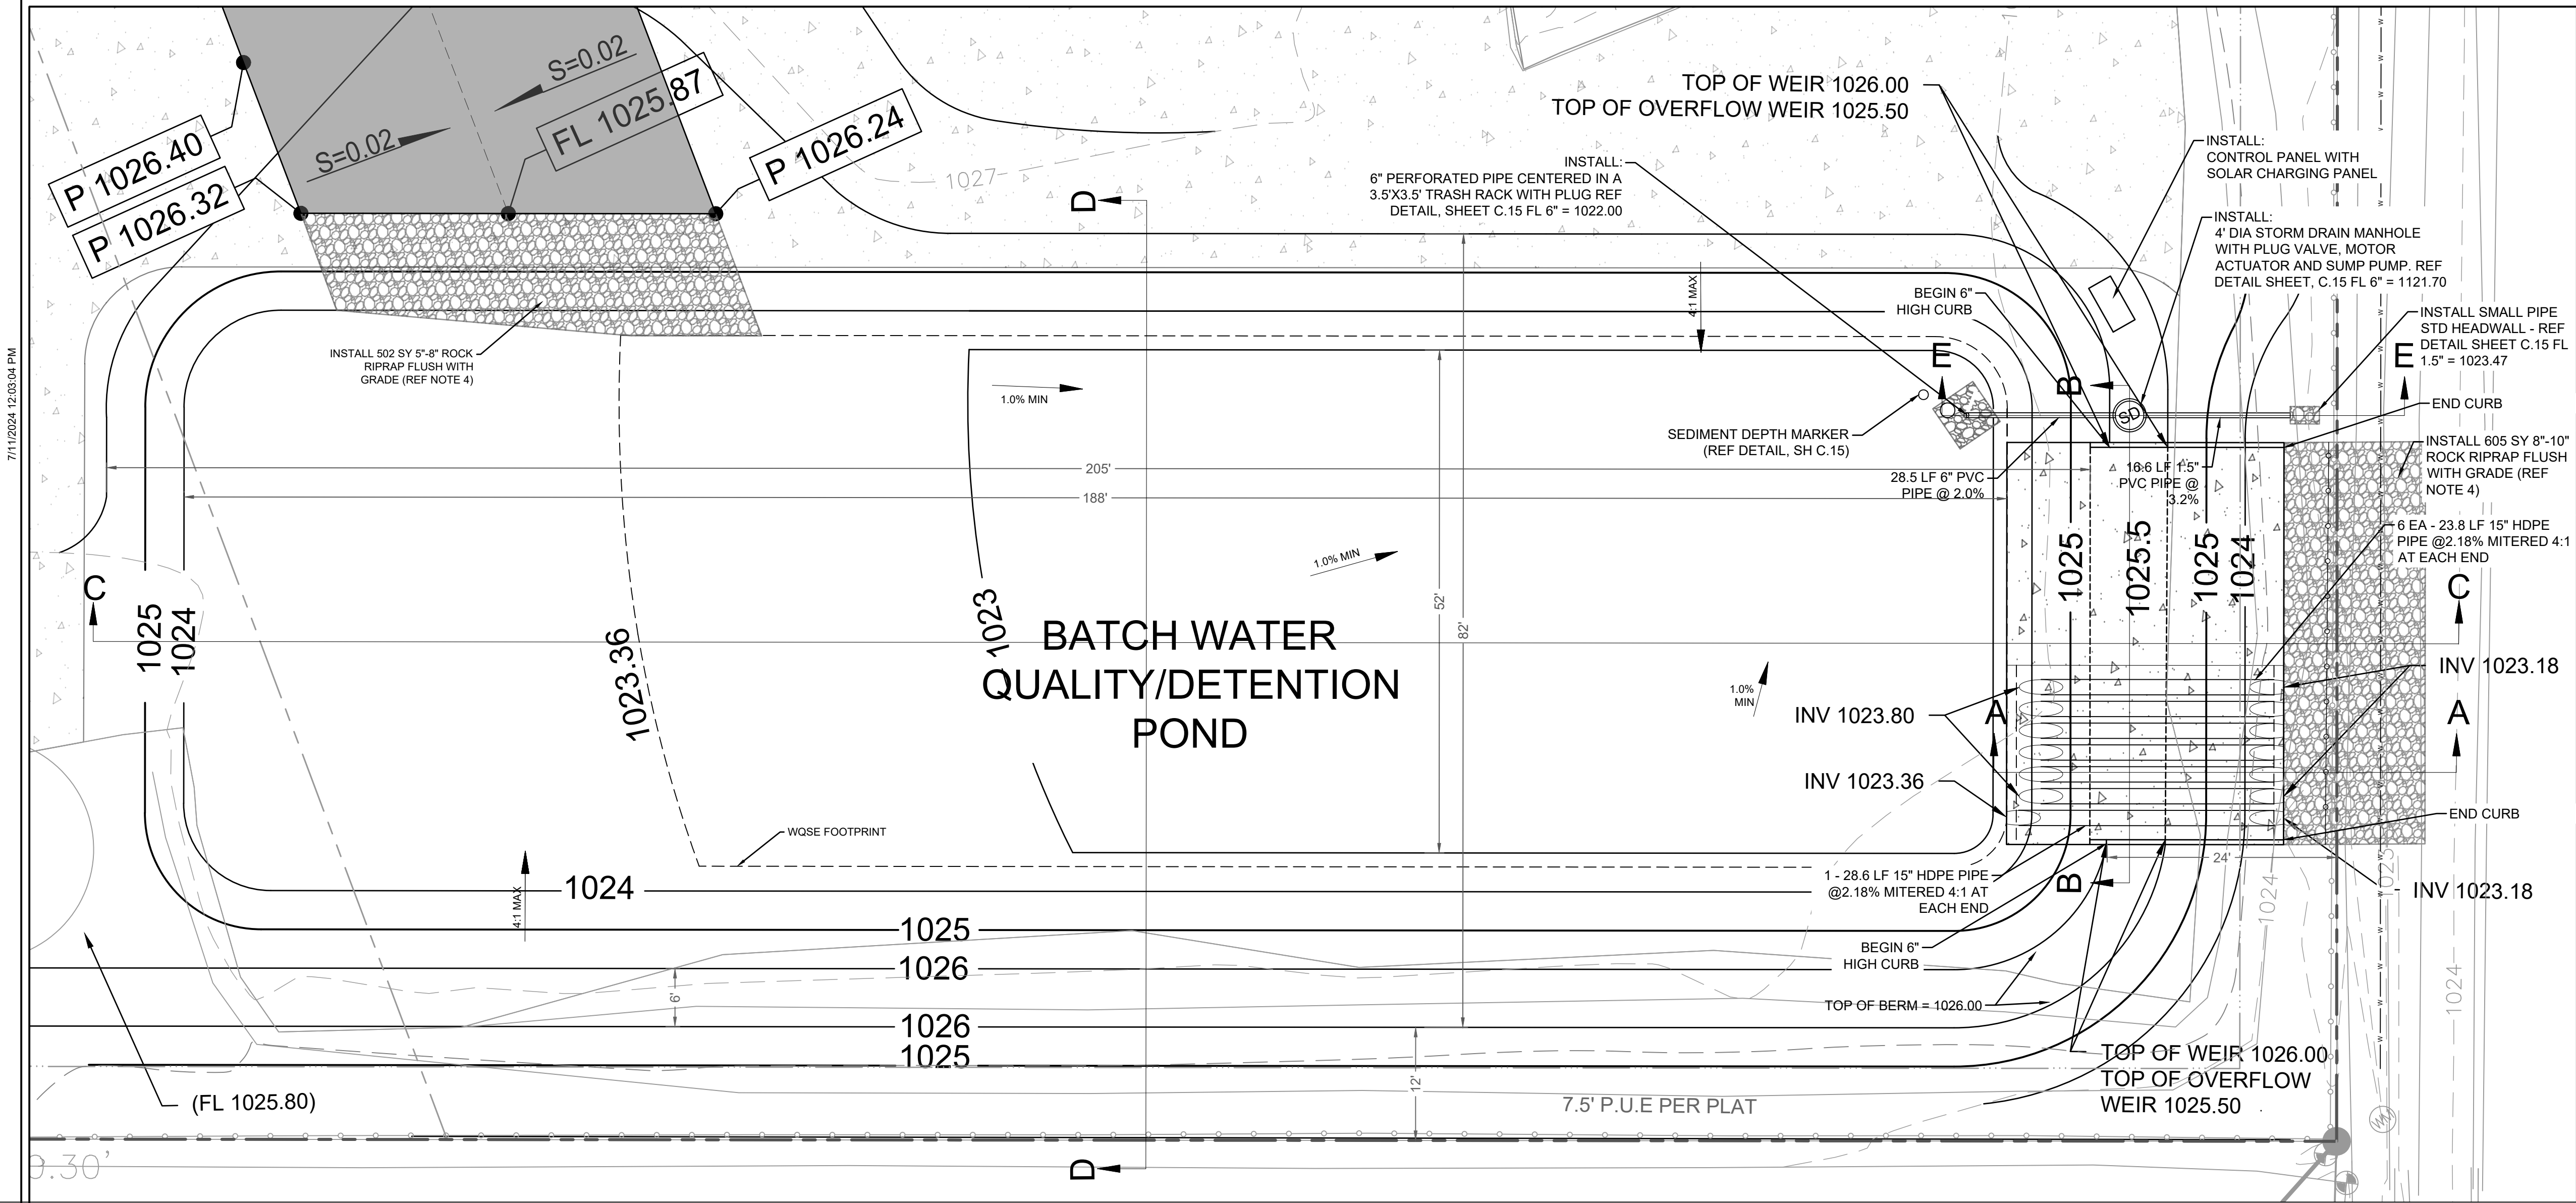 7/11/2024 12:03:04 PM
P 1026.40
P 1026.32
S=0.02
S=0.02
FL 1025.87
P 1026.24
1027
D
TOP OF WEIR 1026.00
TOP OF OVERFLOW WEIR 1025.50
INSTALL:
6" PERFORATED PIPE CENTERED IN A
3.5'X3.5' TRASH RACK WITH PLUG REF
DETAIL, SHEET C.15 FL 6" = 1022.00
INSTALL:
CONTROL PANEL WITH
SOLAR CHARGING PANEL
INSTALL:
4' DIA STORM DRAIN MANHOLE
WITH PLUG VALVE, MOTOR
ACTUATOR AND SUMP PUMP. REF
DETAIL SHEET, C.15 FL 6" = 1121.70
INSTALL SMALL PIPE
STD HEADWALL - REF
DETAIL SHEET C.15 FL
1.5" = 1023.47
BEGIN 6"
HIGH CURB
4:1 MAX
INSTALL 502 SY 5"-8" ROCK
RIPRAP FLUSH WITH
GRADE (REF NOTE 4)
1.0% MIN
E
B
E
SD
END CURB
SEDIMENT DEPTH MARKER
(REF DETAIL, SH C.15)
INSTALL 605 SY 8"-10"
ROCK RIPRAP FLUSH
WITH GRADE (REF
NOTE 4)
205'
188'
28.5 LF 6" PVC
PIPE @ 2.0%
16.6 LF 1.5"
PVC PIPE @
3.2%
6 EA - 23.8 LF 15" HDPE
PIPE @2.18% MITERED 4:1
AT EACH END
1.0% MIN
C
C
1025
1024
1023.36
1023
52'
82'
1025
1025.5
1025
1024
BATCH WATER
QUALITY/DETENTION
POND
1.0%
MIN
INV 1023.18
INV 1023.80
A
A
INV 1023.36
WQSE FOOTPRINT
END CURB
24'
1 - 28.6 LF 15" HDPE PIPE
@2.18% MITERED 4:1 AT
EACH END
B
INV 1023.18
1023
1024
1024
4:1 MAX
1024
1025
1026
6'
BEGIN 6"
HIGH CURB
TOP OF BERM = 1026.00
1026
1025
TOP OF WEIR 1026.00
TOP OF OVERFLOW
WEIR 1025.50
12'
(FL 1025.80)
7.5' P.U.E PER PLAT
WM
D
9.30'
W
W
W
W
W
W
W
W
W
W
W
W